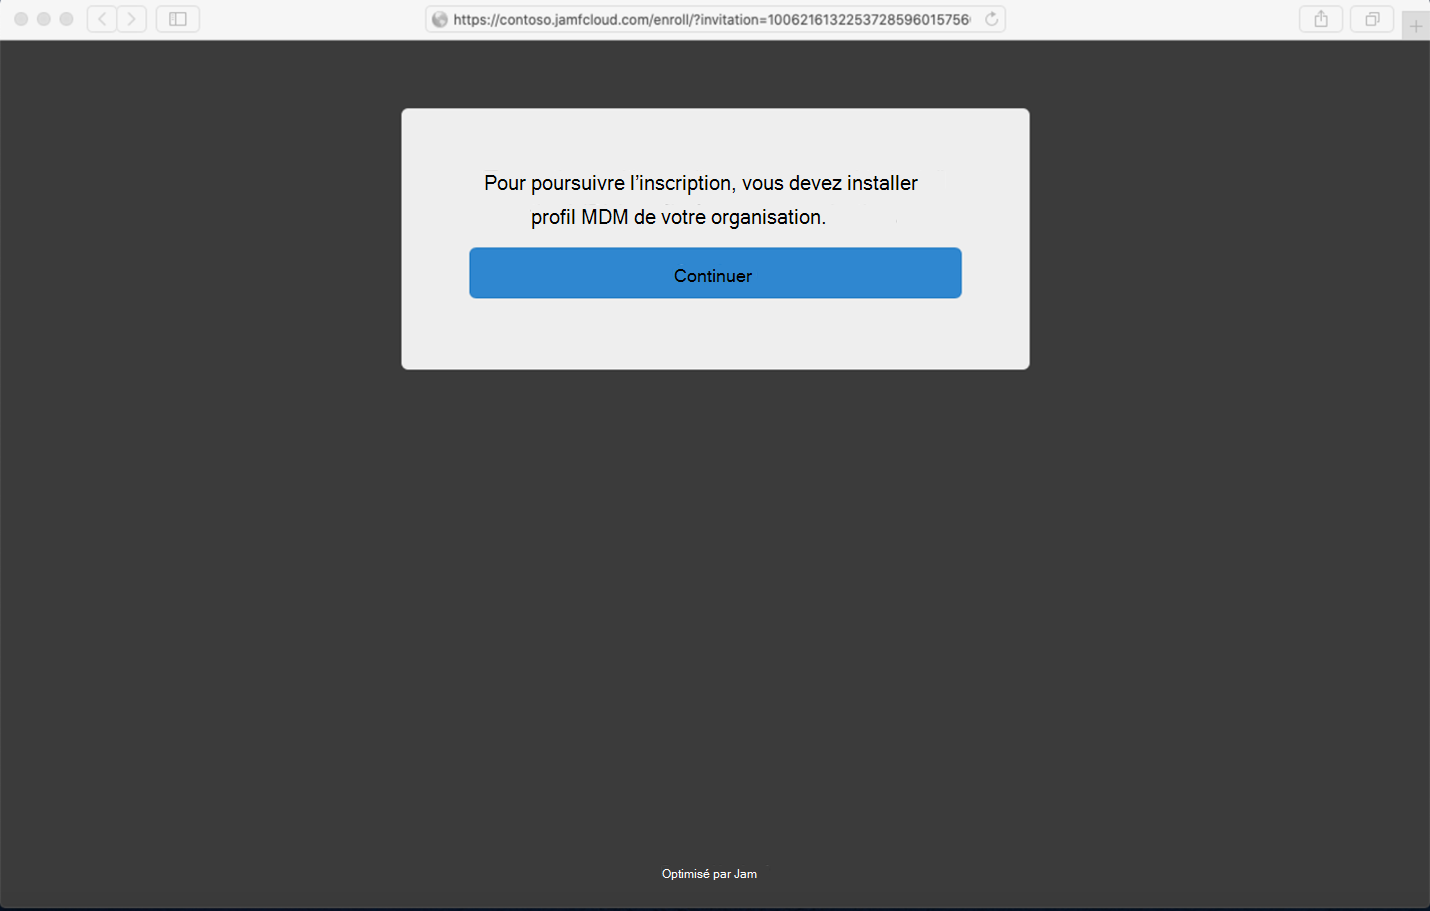 https://contoso.jamfcloud.com/enroll/?invitation=1006216132253728596015756
Pour poursuivre l’inscription, vous devez installer
profil MDM de votre organisation.
Continuer
Optimisé par Jam